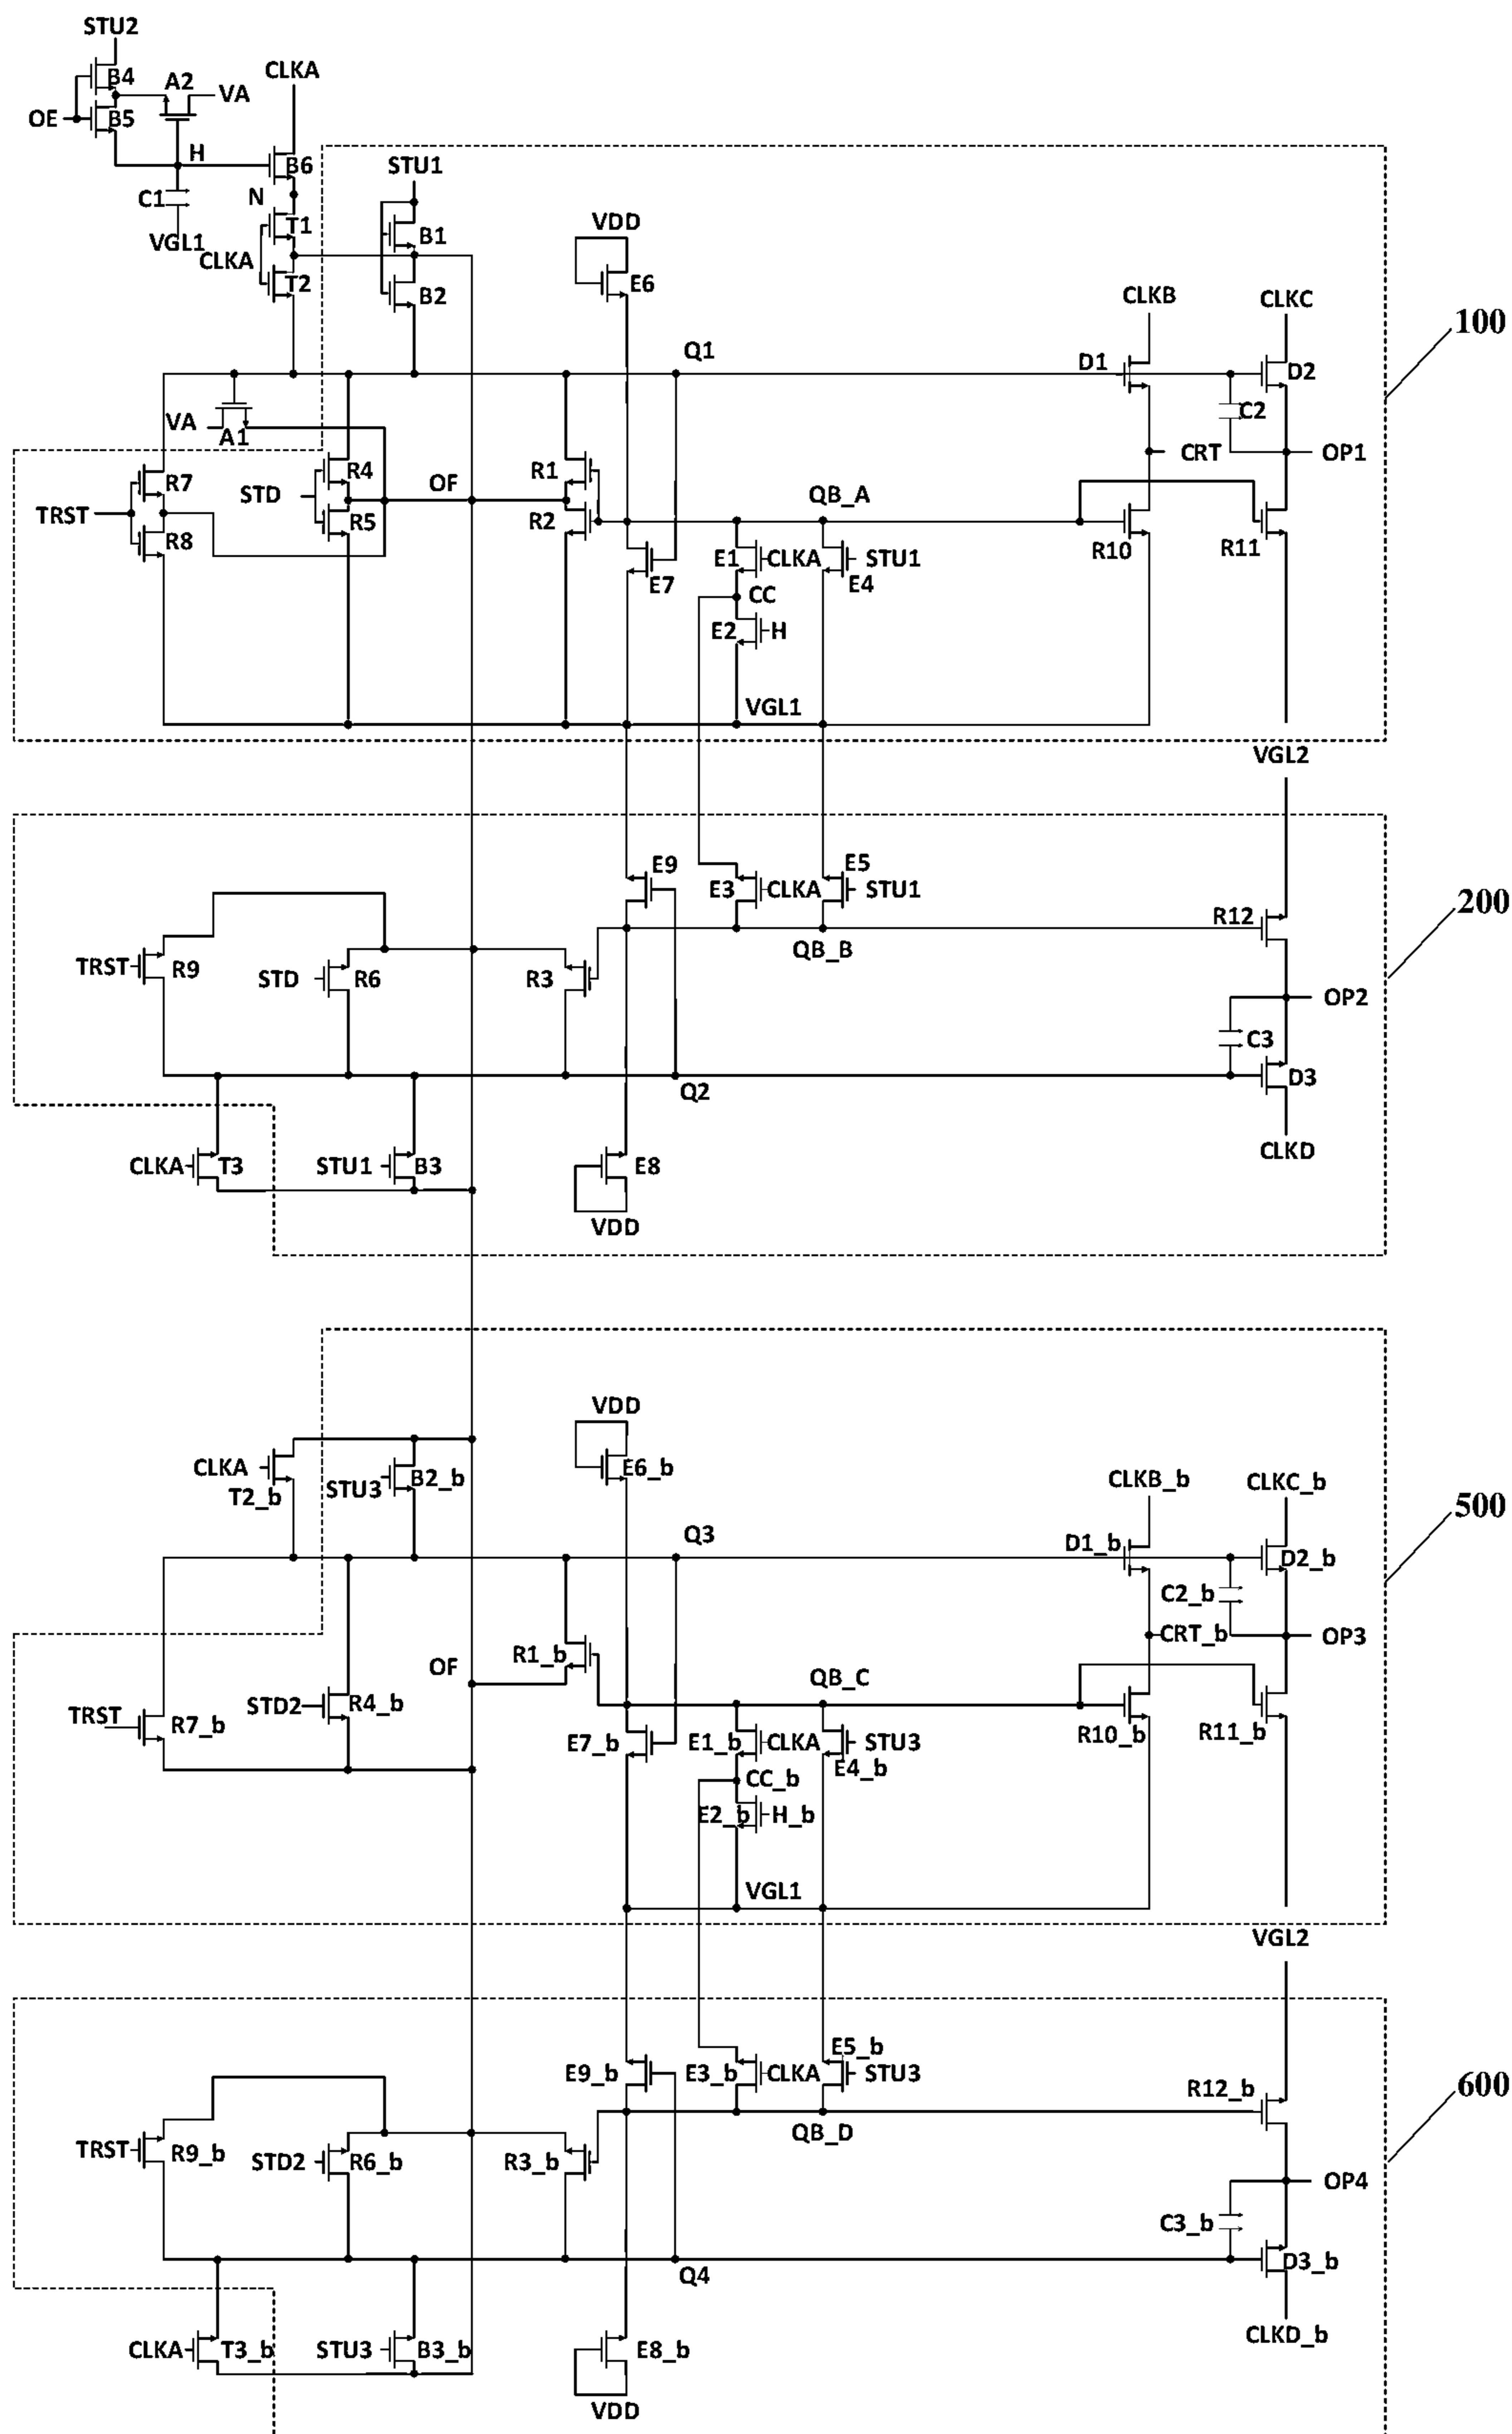 STU2
B4
A2
CLKA
VA
OE
B5
H
B6
STU1
C1
N
VDD
T1
B1
VGL1
CLKA
T2
B2
E6
CLKB
CLKC
100
Q1
D1
D2
C2
VA
A1
R4
R1
CRT
OP1
R7
STD
OF
QB_A
TRST
R5
R2
R8
R10
R11
E7
E1
CLKA
STU1
E4
CC
E2
H
VGL1
VGL2
E9
E5
E3
CLKA
STU1
200
R12
QB_B
TRST
R9
STD
R6
R3
OP2
C3
Q2
D3
CLKA
T3
STU1
B3
E8
CLKD
VDD
VDD
CLKA
E6_b
B2_b
CLKB_b
CLKC_b
T2_b
STU3
500
Q3
D1_b
D2_b
C2_b
R1_b
CRT_b
OP3
OF
QB_C
STD2
R4_b
TRST
R7_b
E7_b
E1_b
CLKA
STU3
R10_b
R11_b
E4_b
CC_b
E2_b
H_b
VGL1
VGL2
E5_b
E9_b
E3_b
CLKA
STU3
600
R12_b
QB_D
TRST
R9_b
STD2
R6_b
R3_b
OP4
C3_b
Q4
D3_b
CLKA
T3_b
STU3
B3_b
E8_b
CLKD_b
VDD